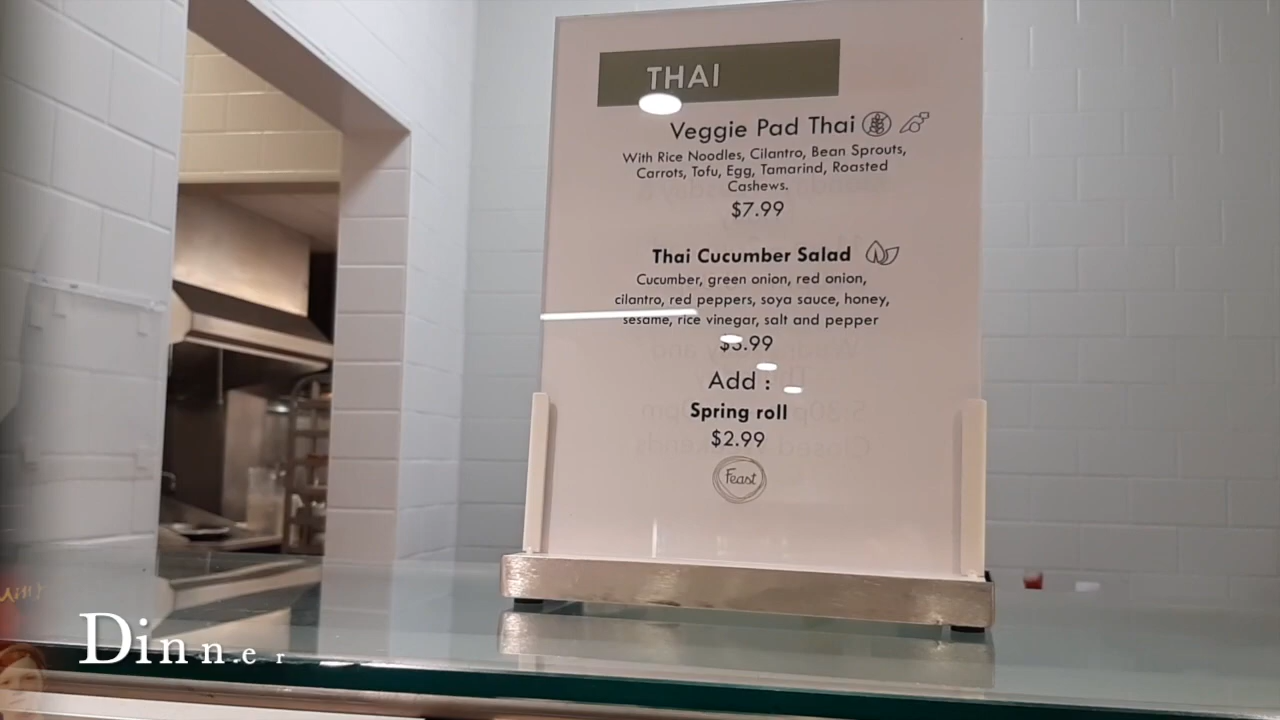 THAI
Veggie Pad Thai
With Rice Noodles, Cilantro, Bean Sprouts,
Carrots, Tofu, Egg, Tamarind, Roasted
Cashews.
$7.99
Thai Cucumber Salad
Cucumber, green onion, red onion,
cilantro, red peppers, soya sauce, honey,
sesame, rice vinegar, salt and pepper
Add :
Spring roll
$2.99
Feast
Dinner